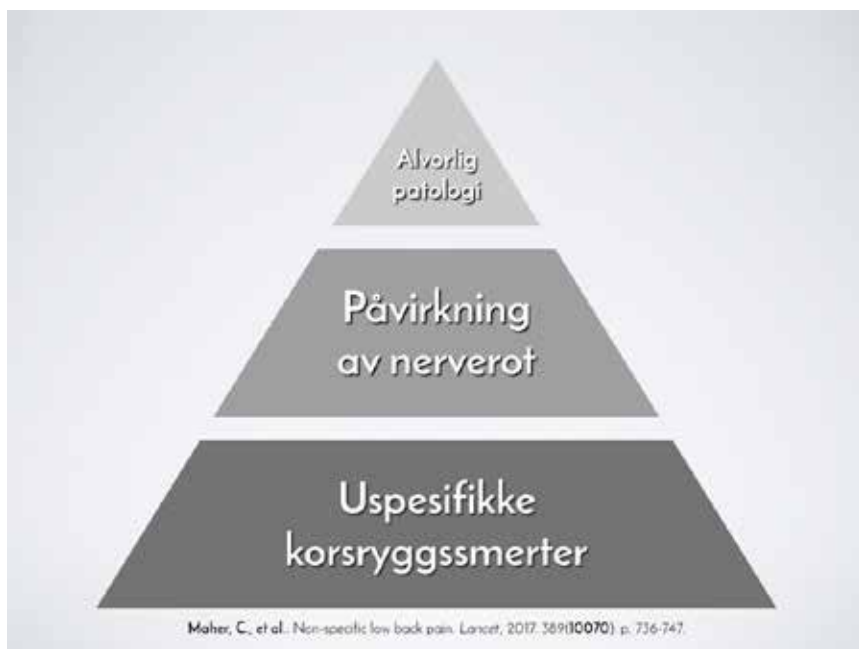 Alvorlig
patologi
Påvirkning
av nerverot
Uspesifikke
korsryggssmerter
Maher, C., et al.. Non-specific low back pain. Lancet, 2017. 389(10070): p. 736-747.